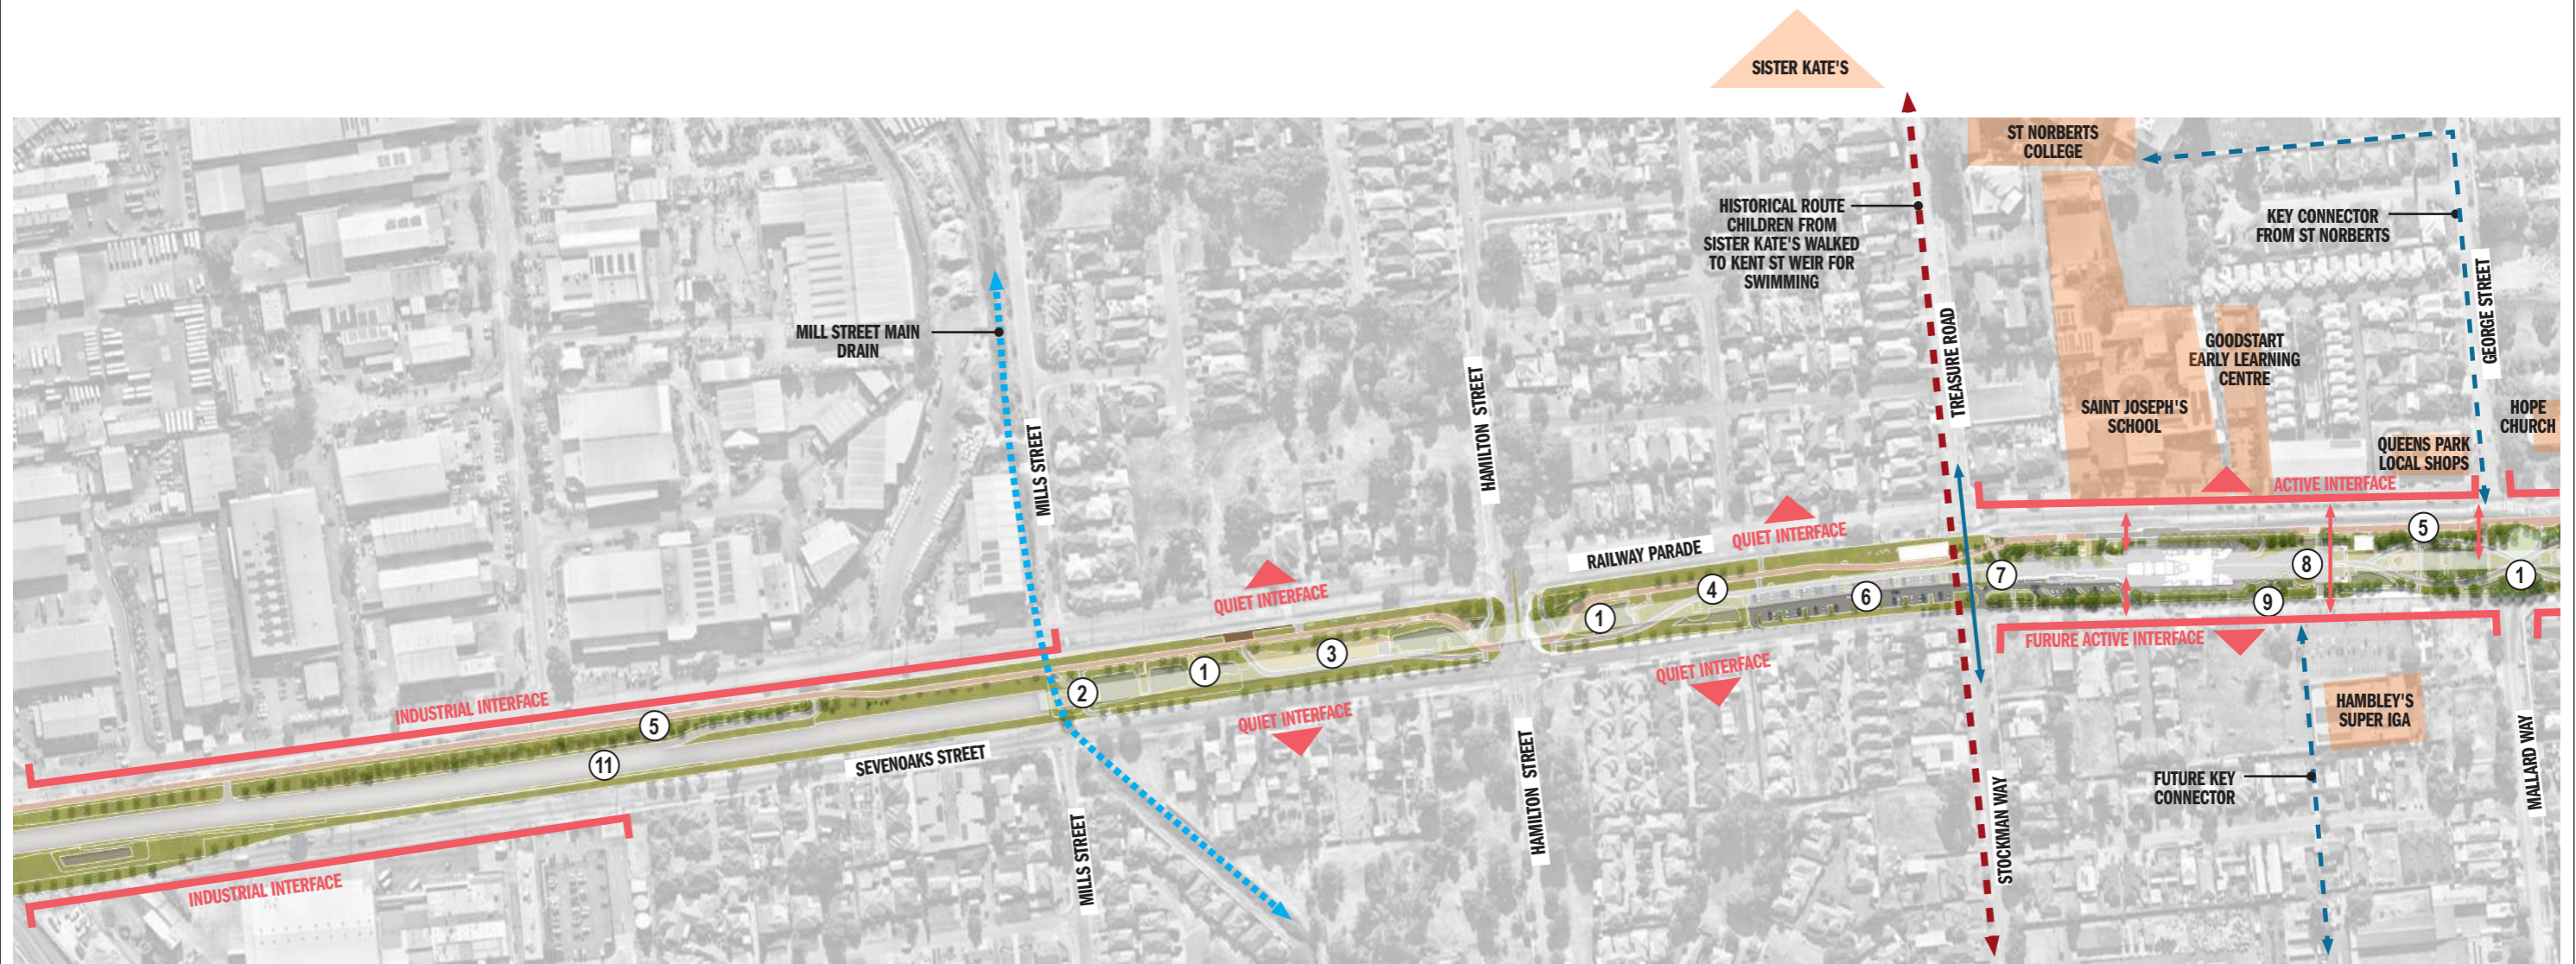 SISTER KATE'S
ST NORBERTS
COLLEGE
HISTORICAL ROUTE
CHILDREN FROM
SISTER KATE'S WALKED
TO KENT ST WEIR FOR
SWIMMING
KEY CONNECTOR
FROM ST NORBERTS
GEORGE STREET
MILL STREET MAIN
DRAIN
TREASURE ROAD
GOODSTART
EARLY LEARNING
CENTRE
MILLS STREET
HAMILTON STREET
SAINT JOSEPH'S
SCHOOL
HOPE
CHURCH
QUEENS PARK
LOCAL SHOPS
ACTIVE INTERFACE
RAILWAY PARADE
QUIET INTERFACE
5
QUIET INTERFACE
4
7
8
1
6
9
1
3
1
2
FURURE ACTIVE INTERFACE
QUIET INTERFACE
QUIET INTERFACE
INDUSTRIAL INTERFACE
5
11
SEVENOAKS STREET
HAMBLEY'S
SUPER IGA
FUTURE KEY
CONNECTOR
MALLARD WAY
HAMILTON STREET
STOCKMAN WAY
MILLS STREET
INDUSTRIAL INTERFACE